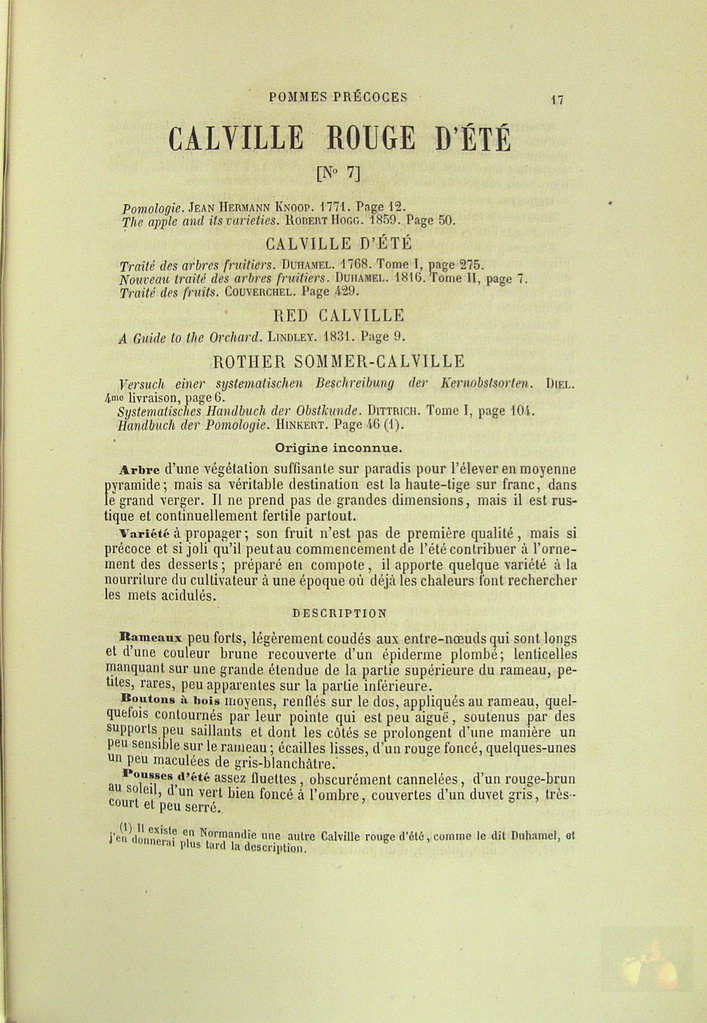 POMMES PRÉCOCES 17
CALVILLE ROUGE D'ÉTÉ
[No 7]
Pomologie. JEAN HERMANN KNOOP. 1771. Page 12.
The apple and its varieties. ROBERT HOGG. 1859. Page 50.
CALVILLE D'ÉTÉ
Traité des arbres fruitiers. DUHAMEL. 1768. Tome I, page 275.
Nouveau traité des arbres fruitiers. DUHAMEL. 1816. Tome II, page 7.
Traité des fruits. COUVERCHEL. Page 429.
RED CALVILLE
A Guide to the Orchard. LINDLEY. 1831. Page 9.
ROTHER SOMMER-CALVILLE
Versuch einer systematischen Beschreibung der Kernobstsorten. DIEL.
4me livraison, page 6.
Systematisches Handbuch der Obstkunde. DITTRICH. Tome I, page 104.
Handbuch der Pomologie. HINKERT. Page 46 (1).
Origine inconnue.
Arbre d'une végétation suffisante sur paradis pour l'élever en moyenne
pyramide; mais sa véritable destination est la haute-tige sur franc, dans
le grand verger. Il ne prend pas de grandes dimensions, mais il est rus-
tique et continuellement fertile partout.
Variété à propager; son fruit n'est pas de première qualité, mais si
précoce et si joli qu'il peut au commencement de l'été contribuer à l'orne-
ment des desserts; préparé en compote, il apporte quelque variété à la
nourriture du cultivateur à une époque où déjà les chaleurs font rechercher
les mets acidulés.
DESCRIPTION
Rameaux peu forts, légèrement coudés aux entre-nœuds qui sont longs
et d'une couleur brune recouverte d'un épiderme plombé; lenticelles
manquant sur une grande étendue de la partie supérieure du rameau, pe-
tites, rares, peu apparentes sur la partie inférieure.
Boutons à bois moyens, renflés sur le dos, appliqués au rameau, quel-
quefois contournés par leur pointe qui est peu aiguë, soutenus par des
supports peu saillants et dont les côtés se prolongent d'une manière un
peu sensible sur le rameau; écailles lisses, d'un rouge foncé, quelques-unes
un peu maculées de gris-blanchâtre.
Pousses d'été assez fluettes, obscurément cannelées, d'un rouge-brun
au soleil, d'un vert bien foncé à l'ombre, couvertes d'un duvet gris, très-
court et peu serré.
(1) Il existe en Normandie une autre Calville rouge d'été, comme le dit Duhamel, et
j'en donnerai plus tard la description.